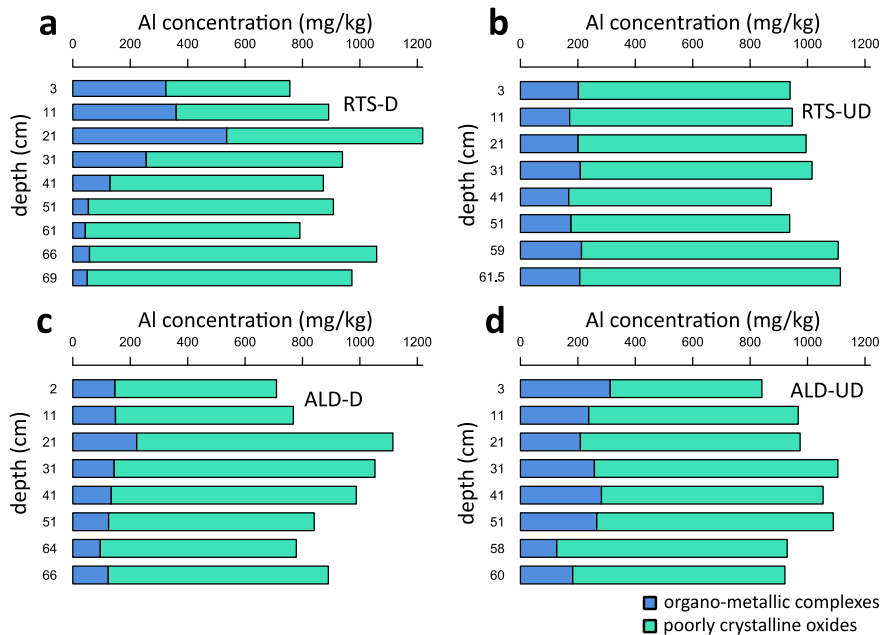 a
Al concentration (mg/kg)
0 200 400 600 800 1000 1200
depth (cm)
3
11
21
31
41
51
61
66
69
RTS-D
b
Al concentration (mg/kg)
0 200 400 600 800 1000 1200
depth (cm)
3
11
21
31
41
51
59
61.5
RTS-UD
c
Al concentration (mg/kg)
0 200 400 600 800 1000 1200
depth (cm)
2
11
21
31
41
51
64
66
ALD-D
d
Al concentration (mg/kg)
0 200 400 600 800 1000 1200
depth (cm)
3
11
21
31
41
51
58
60
ALD-UD
organo-metallic complexes
poorly crystalline oxides